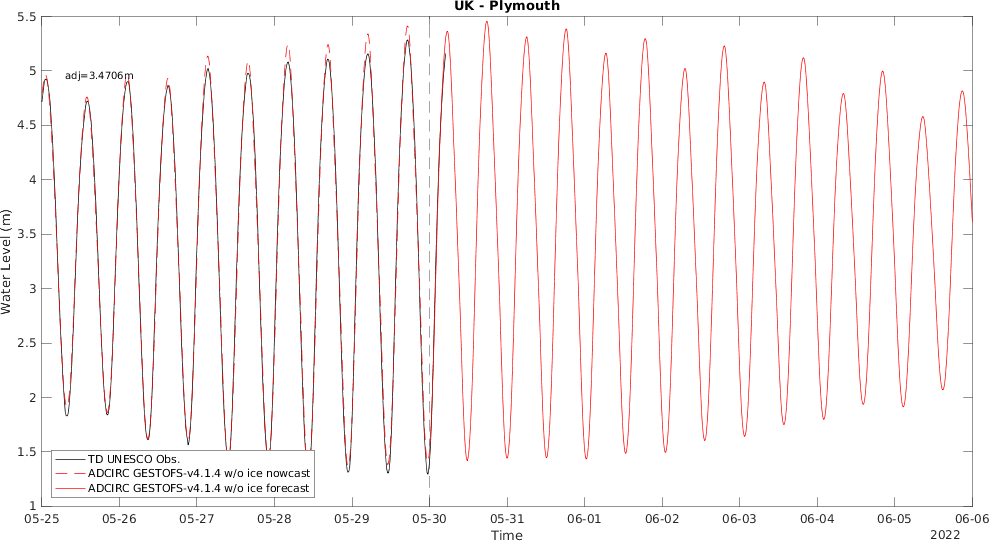 UK - Plymouth
5.5
5
4.5
4
3.5
3
2.5
2
1.5
1
Water Level (m)
adj=3.4706m
TD UNESCO Obs.
ADCIRC GESTOFS-v4.1.4 w/o ice nowcast
ADCIRC GESTOFS-v4.1.4 w/o ice forecast
05-25 05-26 05-27 05-28 05-29 05-30 05-31 06-01 06-02 06-03 06-04 06-05 06-06
Time
2022